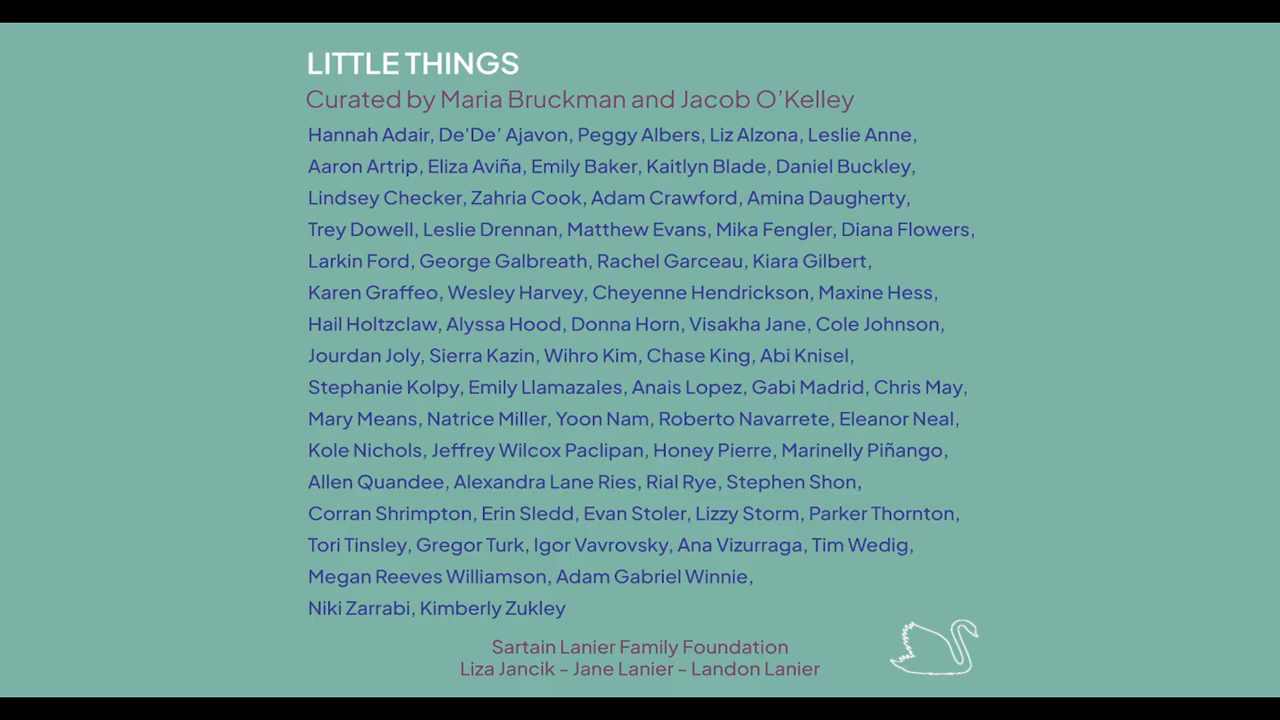 LITTLE THINGS
Curated by Maria Bruckman and Jacob O’Kelley
Hannah Adair, De'De’ Ajavon, Peggy Albers, Liz Alzona, Leslie Anne,
Aaron Artrip, Eliza Aviña, Emily Baker, Kaitlyn Blade, Daniel Buckley,
Lindsey Checker, Zahria Cook, Adam Crawford, Amina Daugherty,
Trey Dowell, Leslie Drennan, Matthew Evans, Mika Fengler, Diana Flowers,
Larkin Ford, George Galbreath, Rachel Garceau, Kiara Gilbert,
Karen Graffeo, Wesley Harvey, Cheyenne Hendrickson, Maxine Hess,
Hail Holtzclaw, Alyssa Hood, Donna Horn, Visakha Jane, Cole Johnson,
Jourdan Joly, Sierra Kazin, Wihro Kim, Chase King, Abi Knisel,
Stephanie Kolpy, Emily Llamazales, Anais Lopez, Gabi Madrid, Chris May,
Mary Means, Natrice Miller, Yoon Nam, Roberto Navarrete, Eleanor Neal,
Kole Nichols, Jeffrey Wilcox Paclipan, Honey Pierre, Marinelly Piñango,
Allen Quandee, Alexandra Lane Ries, Rial Rye, Stephen Shon,
Corran Shrimpton, Erin Sledd, Evan Stoler, Lizzy Storm, Parker Thornton,
Tori Tinsley, Gregor Turk, Igor Vavrovsky, Ana Vizurraga, Tim Wedig,
Megan Reeves Williamson, Adam Gabriel Winnie,
Niki Zarrabi, Kimberly Zukley
Sartain Lanier Family Foundation
Liza Jancik – Jane Lanier – Landon Lanier